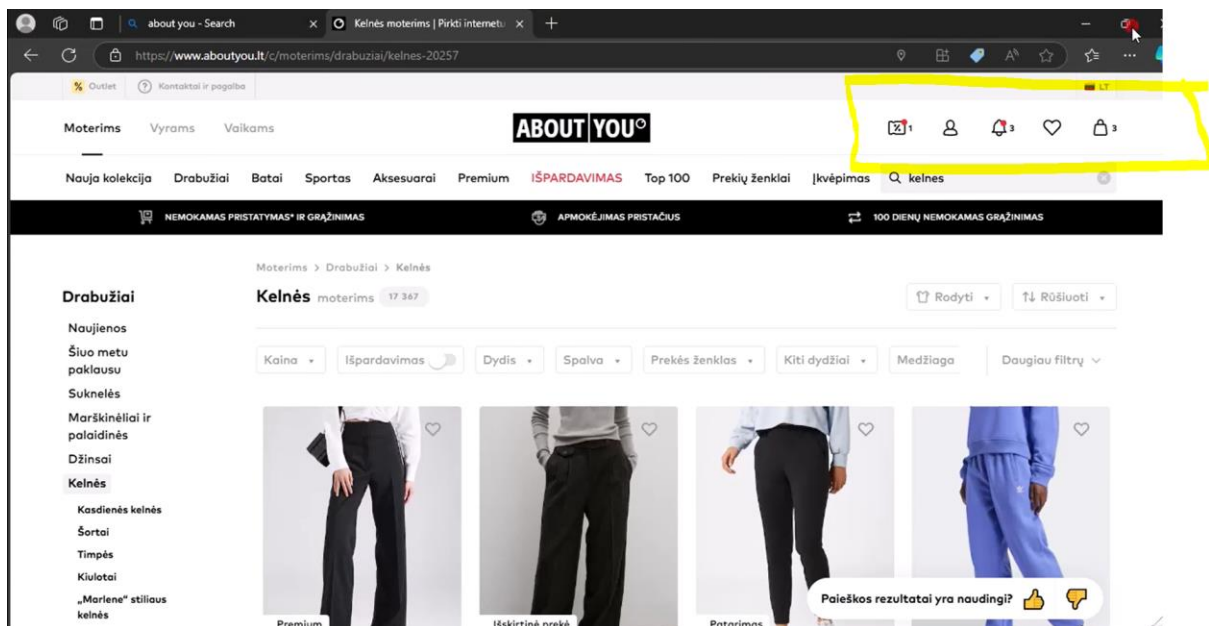 about you - Search
Kelnės moterims | Pirkti internetu
https://www.aboutyou.lt/c/moterims/drabuziai/kelnes-20257
% Outlet ? Kontaktai ir pagalba LT
Moterims Vyrams Vaikams ABOUT YOU° 1 3 3
Nauja kolekcija Drabužiai Batai Sportas Aksesuarai Premium IŠPARDAVIMAS Top 100 Prekių ženklai Įkvėpimas kelnes
NEMOKAMAS PRISTATYMAS* IR GRĄŽINIMAS APMOKĖJIMAS PRISTAČIUS 100 DIENŲ NEMOKAMAS GRĄŽINIMAS
Moterims > Drabužiai > Kelnės
Drabužiai
Kelnės moterims 17 367 Rodyti Rūšiuoti
Naujienos
Šiuo metu
paklausu
Suknelės
Marškinėliai ir
palaidinės
Džinsai
Kelnės
Kasdienės kelnės
Šortai
Timpės
Kiulotai
„Marlene“ stiliaus
kelnės
Kaina Išpardavimas Dydis Spalva Prekės ženklas Kiti dydžiai Medžiaga Daugiau filtrų
Premium Išskirtinė prekė Patarimas
Paieškos rezultatai yra naudingi?